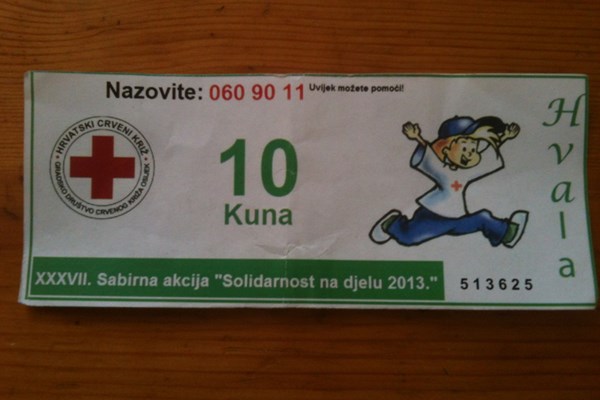 Nazovite: 060 90 11 Uvijek možete pomoći!
HRVATSKI CRVENI KRIŽ
GRADSKO DRUŠTVO CRVENOG KRIŽA OSIJEK
10
Kuna
Hvala
XXXVII. Sabirna akcija "Solidarnost na djelu 2013."
513625